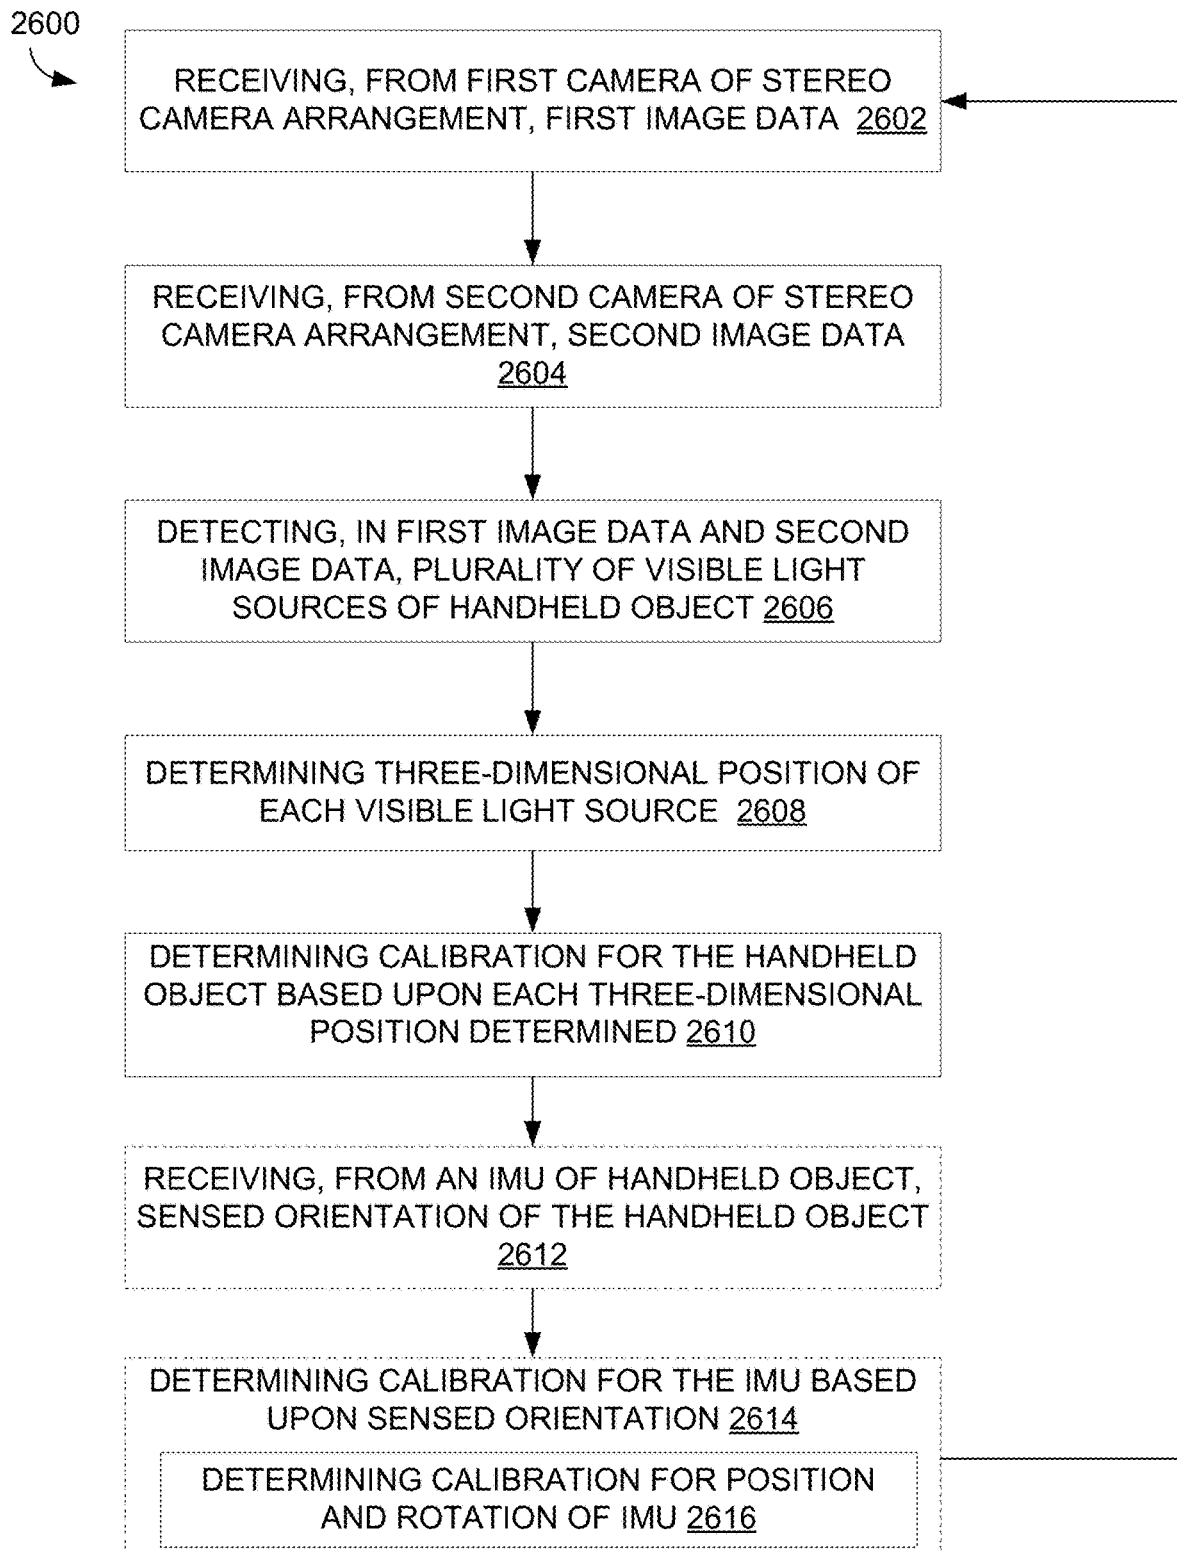 2600
RECEIVING, FROM FIRST CAMERA OF STEREO
CAMERA ARRANGEMENT, FIRST IMAGE DATA 2602
RECEIVING, FROM SECOND CAMERA OF STEREO
CAMERA ARRANGEMENT, SECOND IMAGE DATA
2604
DETECTING, IN FIRST IMAGE DATA AND SECOND
IMAGE DATA, PLURALITY OF VISIBLE LIGHT
SOURCES OF HANDHELD OBJECT 2606
DETERMINING THREE-DIMENSIONAL POSITION OF
EACH VISIBLE LIGHT SOURCE 2608
DETERMINING CALIBRATION FOR THE HANDHELD
OBJECT BASED UPON EACH THREE-DIMENSIONAL
POSITION DETERMINED 2610
RECEIVING, FROM AN IMU OF HANDHELD OBJECT,
SENSED ORIENTATION OF THE HANDHELD OBJECT
2612
DETERMINING CALIBRATION FOR THE IMU BASED
UPON SENSED ORIENTATION 2614
DETERMINING CALIBRATION FOR POSITION
AND ROTATION OF IMU 2616